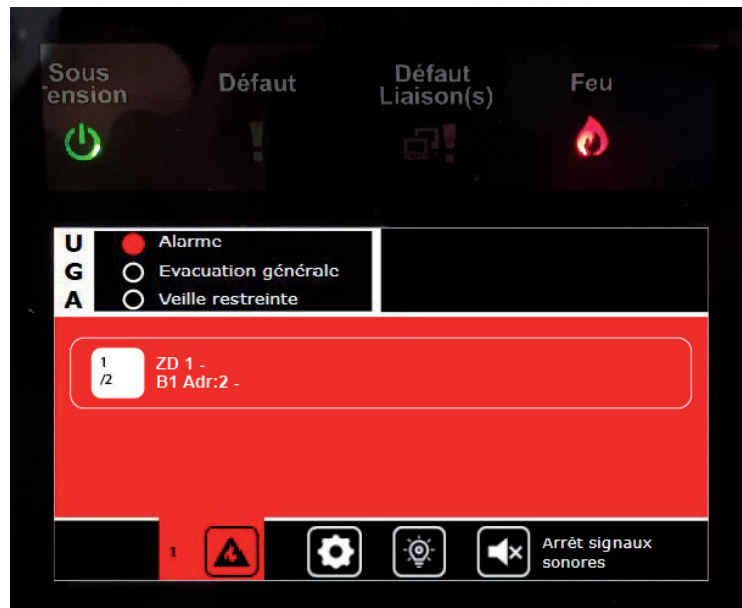 Sous
Tension
Défaut
Défaut
Liaison(s)
Feu
U
G
A
Alarme
Evacuation générale
Veille restreinte
1
/2
ZD 1 -
B1 Adr:2 -
1
Arrêt signaux
sonores